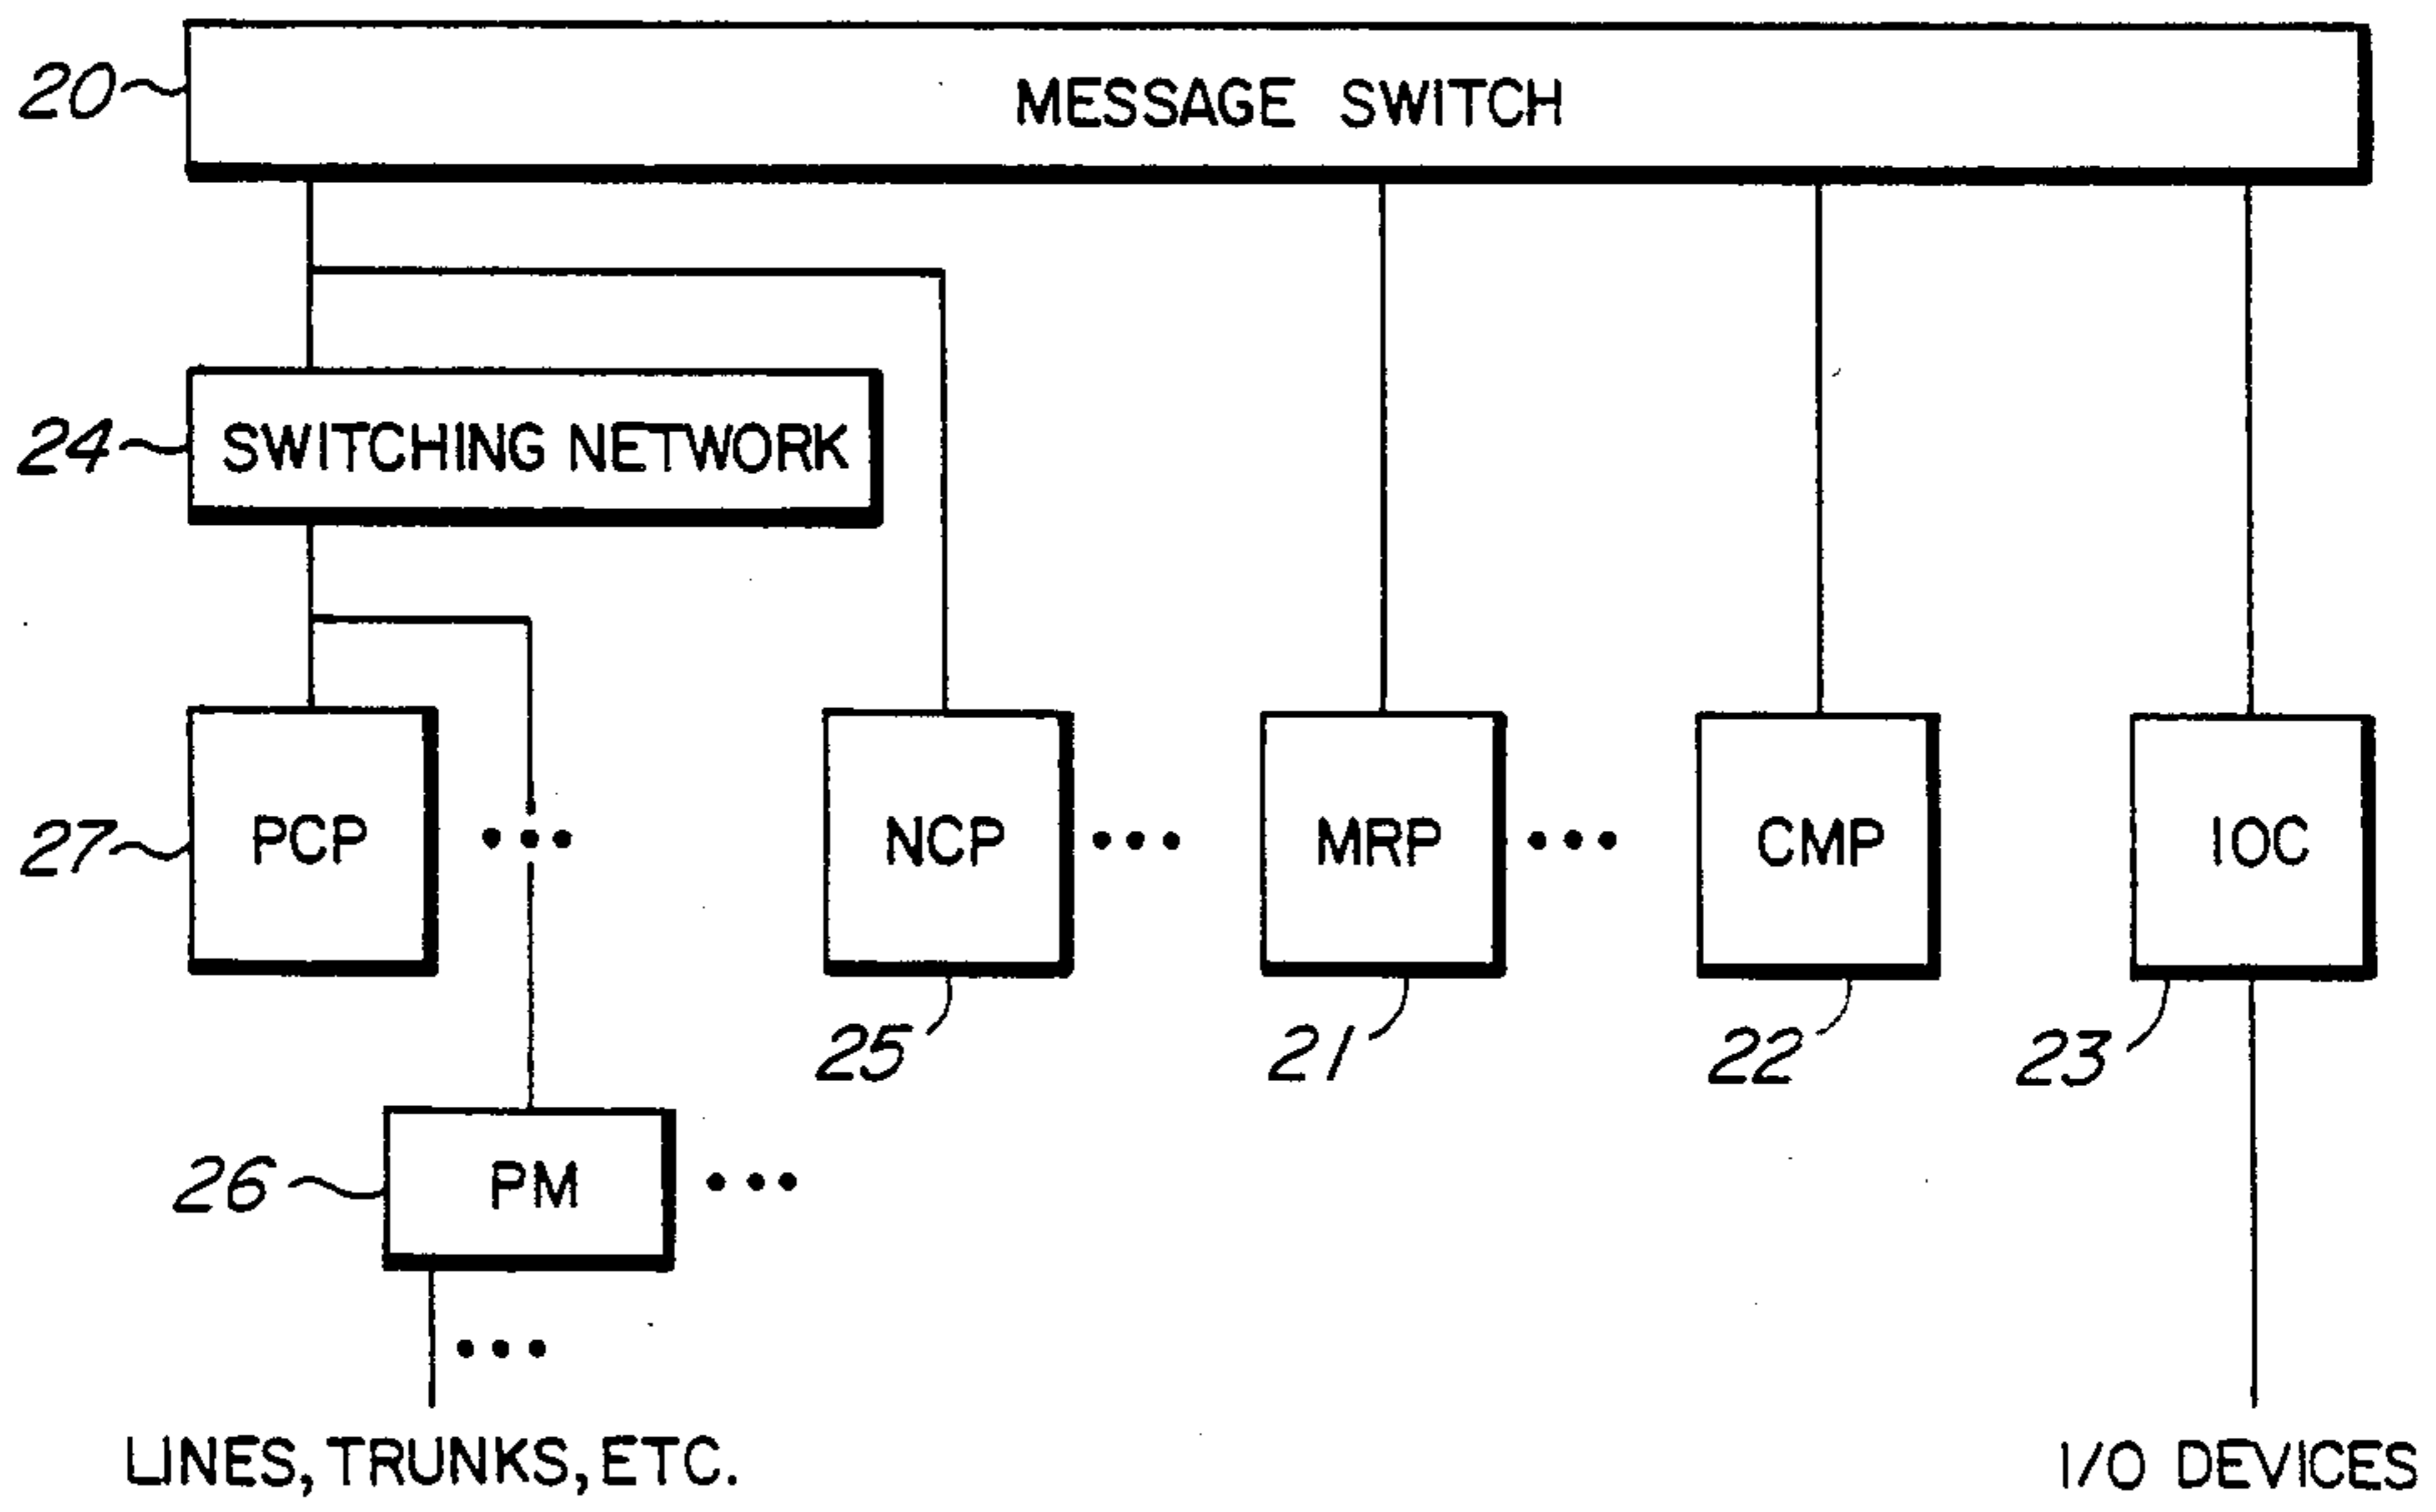 20
MESSAGE SWITCH
24
SWITCHING NETWORK
27
PCP
NCP
MRP
CMP
IOC
25
21
22
23
26
PM
LINES, TRUNKS, ETC.
I/O DEVICES